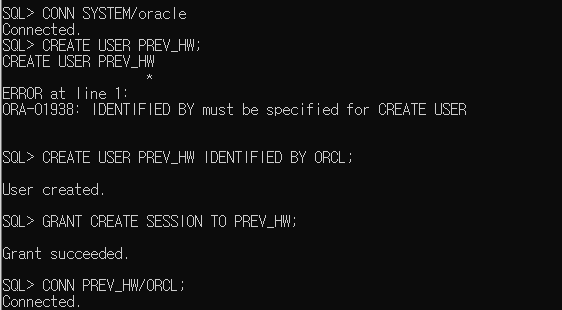 SQL> CONN SYSTEM/oracle
Connected.
SQL> CREATE USER PREV_HW;
CREATE USER PREV_HW
*
ERROR at line 1:
ORA-01938: IDENTIFIED BY must be specified for CREATE USER
SQL> CREATE USER PREV_HW IDENTIFIED BY ORCL;
User created.
SQL> GRANT CREATE SESSION TO PREV_HW;
Grant succeeded.
SQL> CONN PREV_HW/ORCL;
Connected.